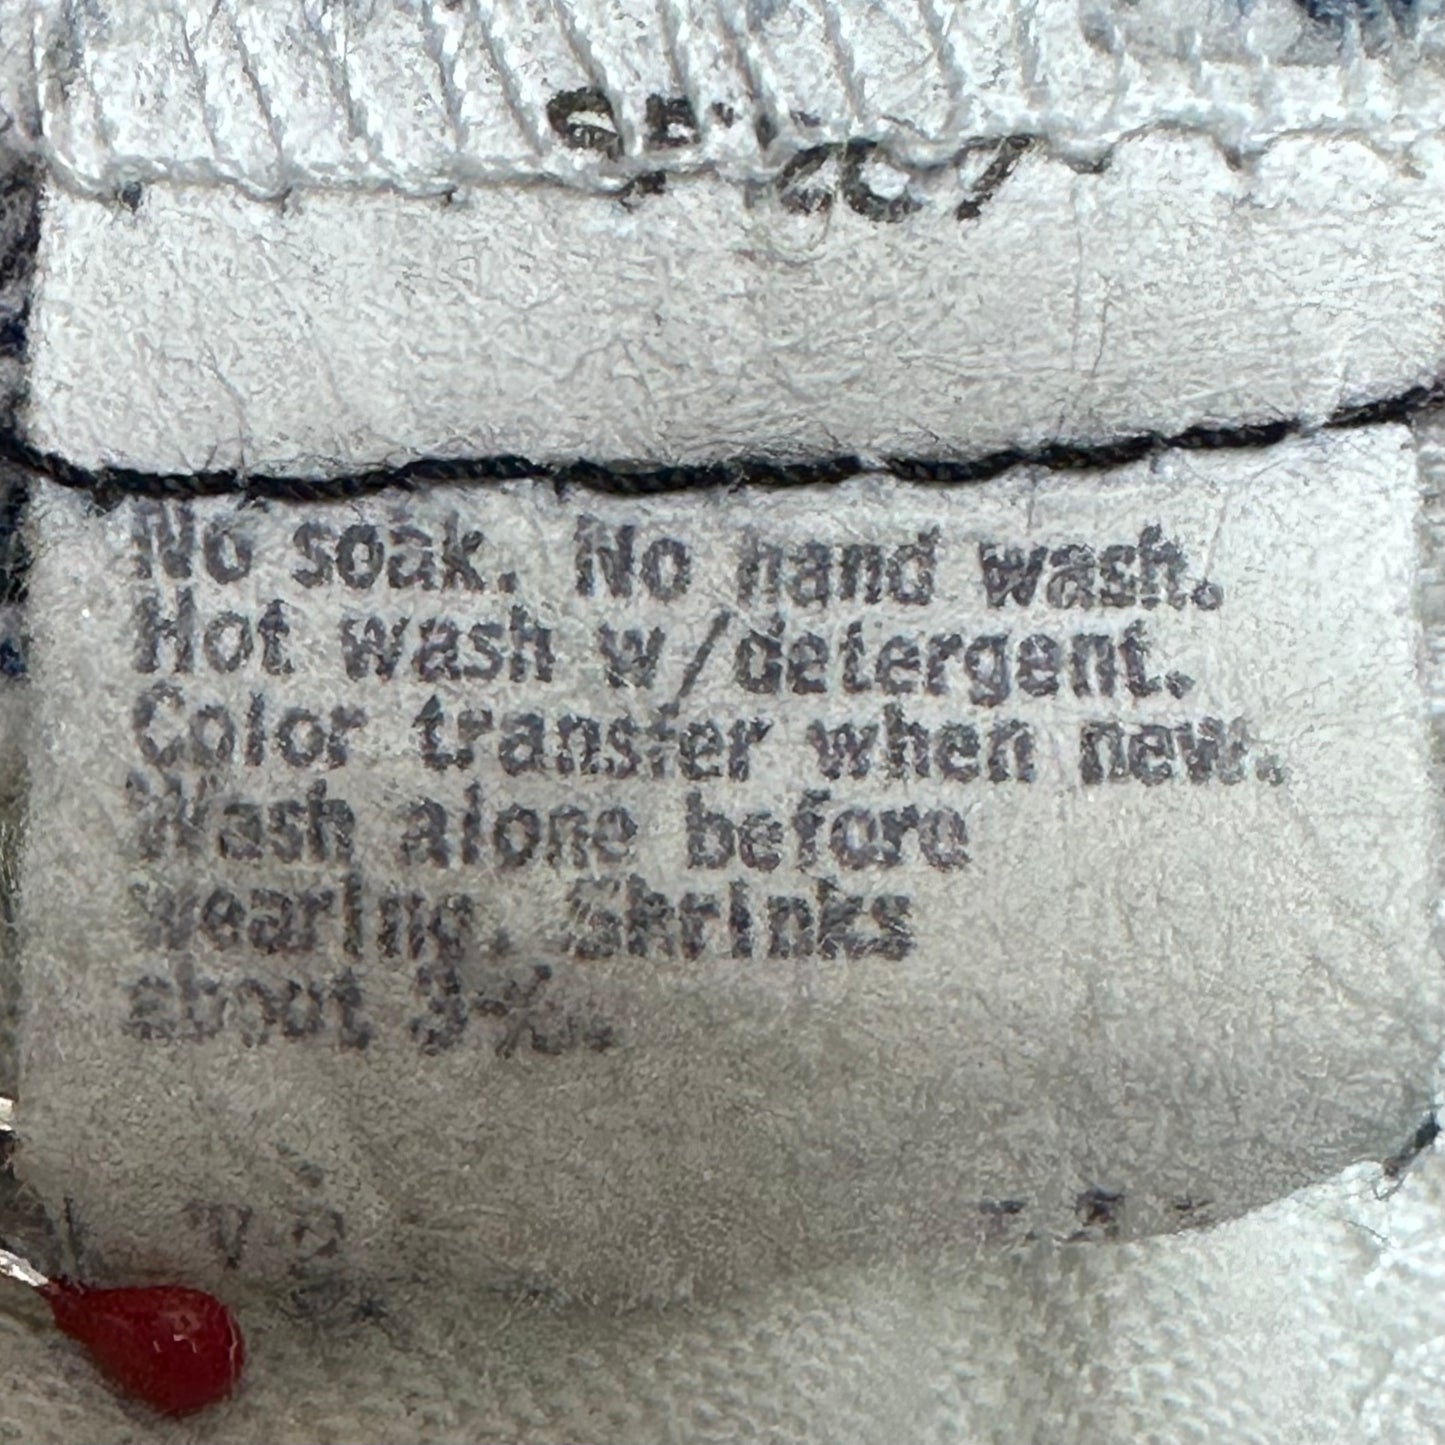 No soak. No hand wash.
Hot wash w/detergent.
Color transfer when new.
Wash alone before
wearing. Shrinks
about 3%.